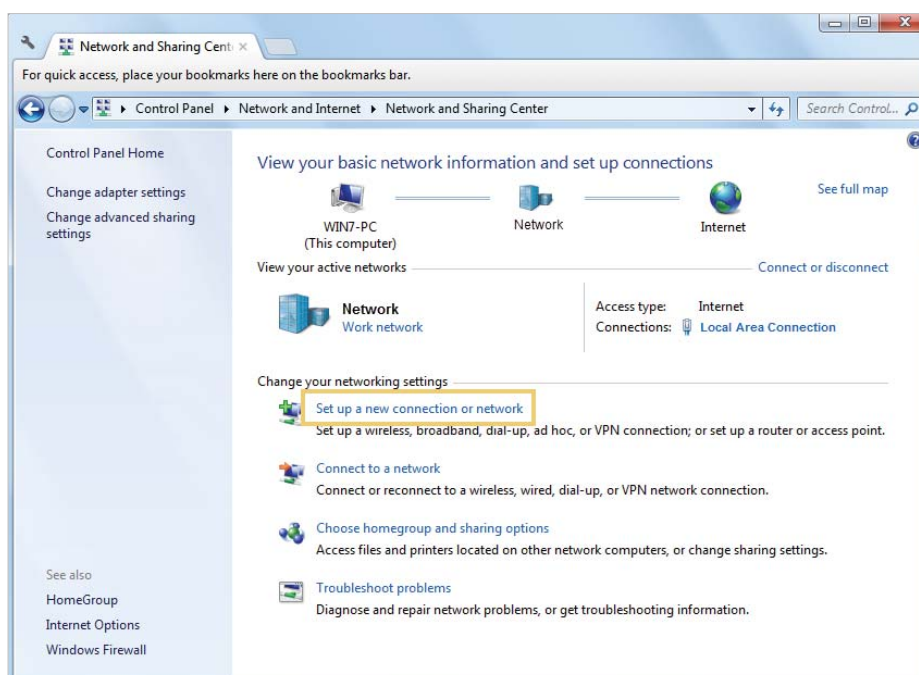 Network and Sharing Cent
For quick access, place your bookmarks here on the bookmarks bar.
Control Panel Network and Internet Network and Sharing Center
Search Control...
Control Panel Home
Change adapter settings
Change advanced sharing
settings
View your basic network information and set up connections
See full map
WIN7-PC
(This computer)
Network
Internet
View your active networks
Connect or disconnect
Network
Work network
Access type: Internet
Connections: Local Area Connection
Change your networking settings
Set up a new connection or network
Set up a wireless, broadband, dial-up, ad hoc, or VPN connection; or set up a router or access point.
Connect to a network
Connect or reconnect to a wireless, wired, dial-up, or VPN network connection.
Choose homegroup and sharing options
Access files and printers located on other network computers, or change sharing settings.
Troubleshoot problems
Diagnose and repair network problems, or get troubleshooting information.
See also
HomeGroup
Internet Options
Windows Firewall